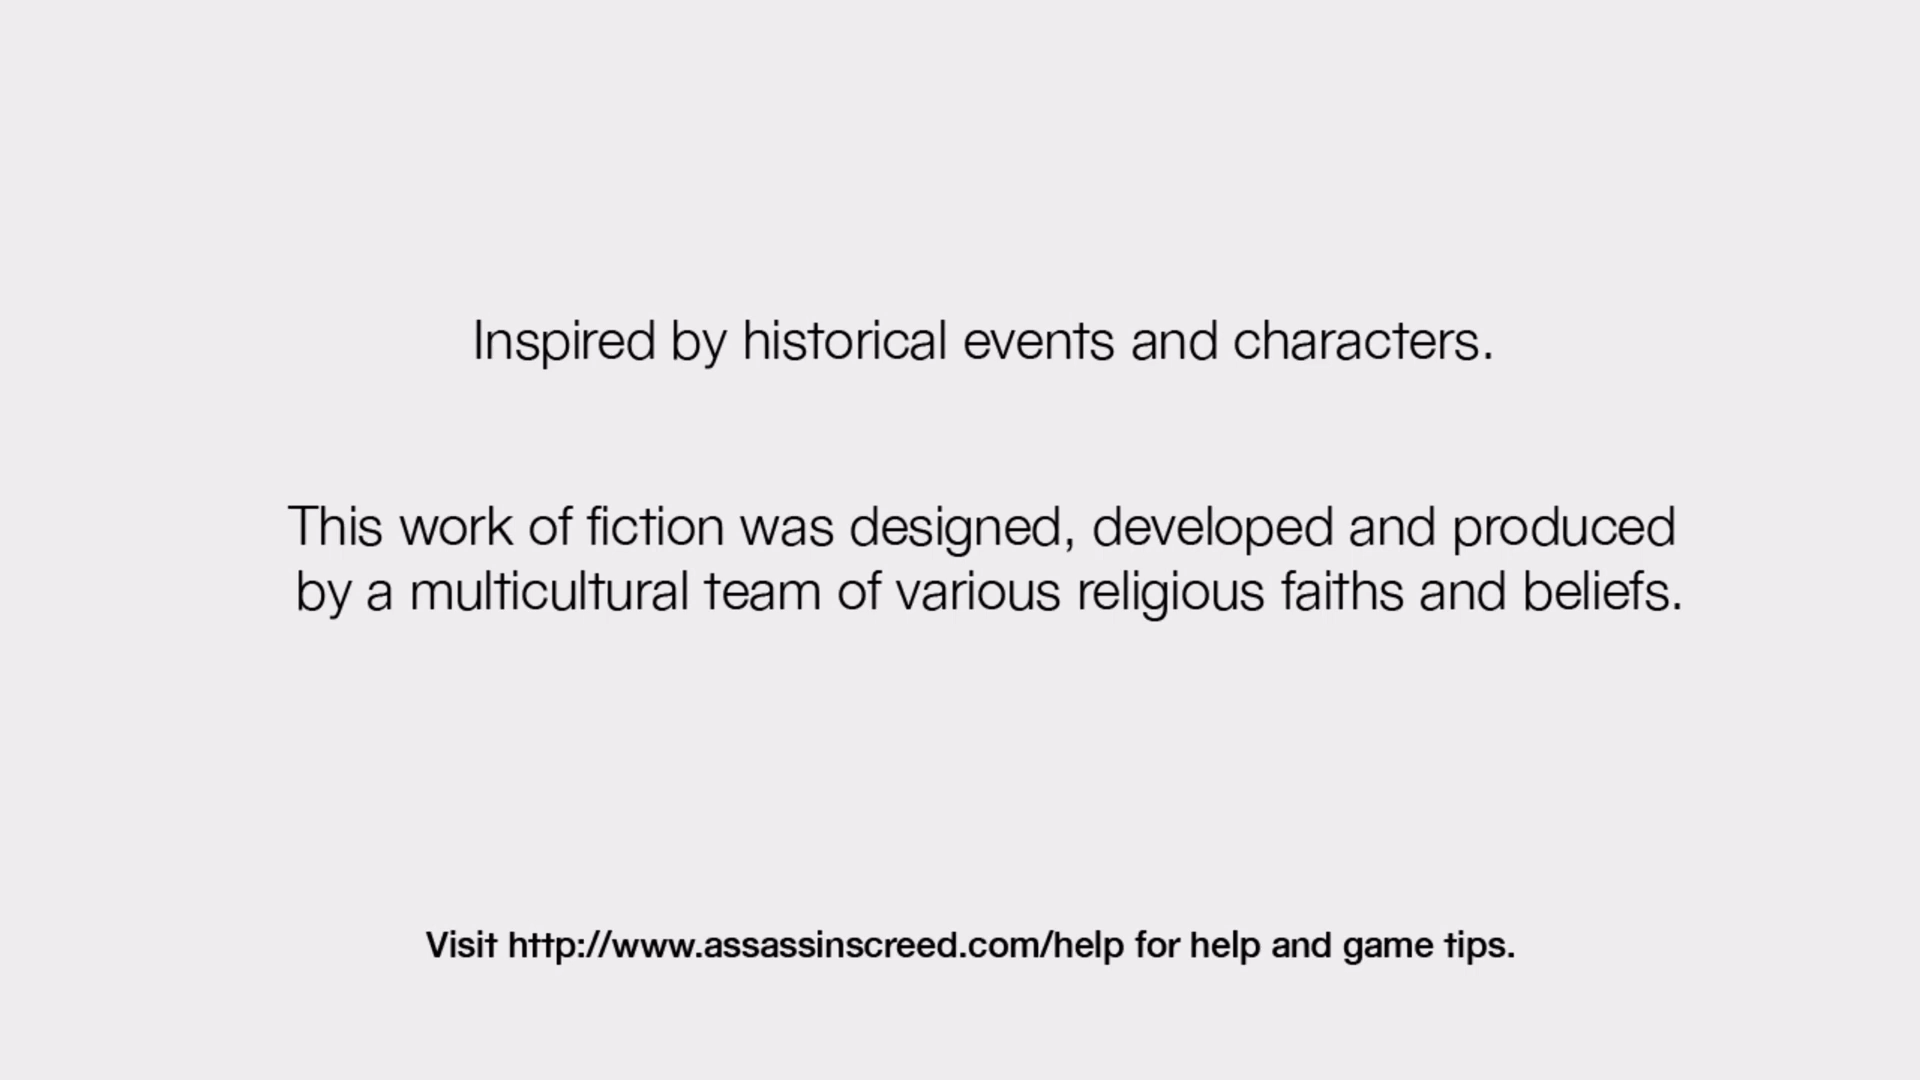 Inspired by historical events and characters.
This work of fiction was designed, developed and produced
by a multicultural team of various religious faiths and beliefs.
Visit http://www.assassinscreed.com/help for help and game tips.